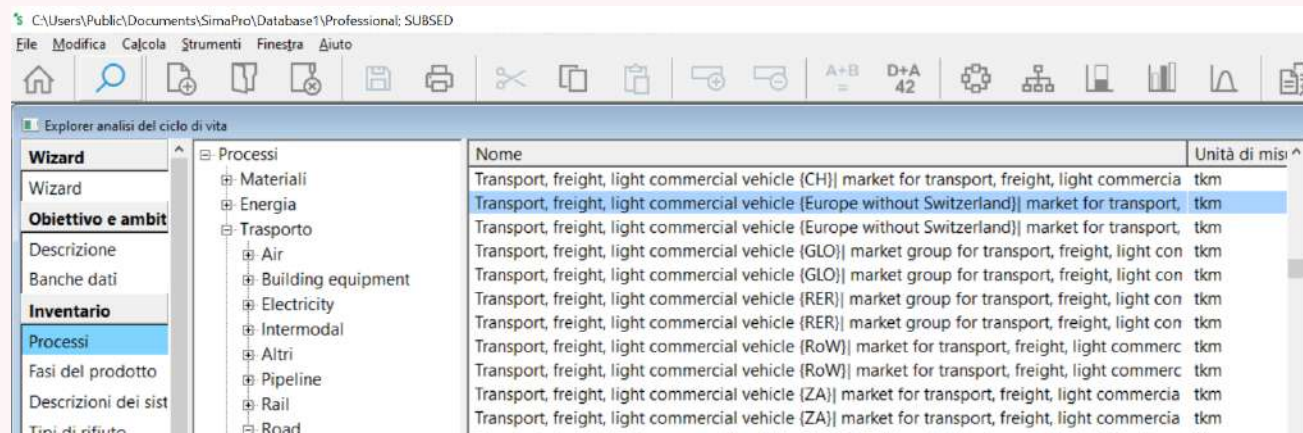 C:\Users\Public\Documents\SimaPro\Database1\Professional; SUBSED
File Modifica Calcola Strumenti Finestra Aiuto
A+B
=
D+A
42
Explorer analisi del ciclo di vita
Wizard
Wizard
Obiettivo e ambit
Descrizione
Banche dati
Inventario
Processi
Fasi del prodotto
Descrizioni dei sist
Tipi di rifiuto
Processi
Materiali
Energia
Trasporto
Air
Building equipment
Electricity
Intermodal
Altri
Pipeline
Rail
Road
Nome Unità di misu
Transport, freight, light commercial vehicle {CH}| market for transport, freight, light commercia tkm
Transport, freight, light commercial vehicle {Europe without Switzerland}| market for transport, tkm
Transport, freight, light commercial vehicle {Europe without Switzerland}| market for transport, tkm
Transport, freight, light commercial vehicle {GLO}| market group for transport, freight, light con tkm
Transport, freight, light commercial vehicle {GLO}| market group for transport, freight, light con tkm
Transport, freight, light commercial vehicle {RER}| market group for transport, freight, light con tkm
Transport, freight, light commercial vehicle {RER}| market group for transport, freight, light con tkm
Transport, freight, light commercial vehicle {RoW}| market for transport, freight, light commerc tkm
Transport, freight, light commercial vehicle {RoW}| market for transport, freight, light commerc tkm
Transport, freight, light commercial vehicle {ZA}| market for transport, freight, light commercia tkm
Transport, freight, light commercial vehicle {ZA}| market for transport, freight, light commercia tkm